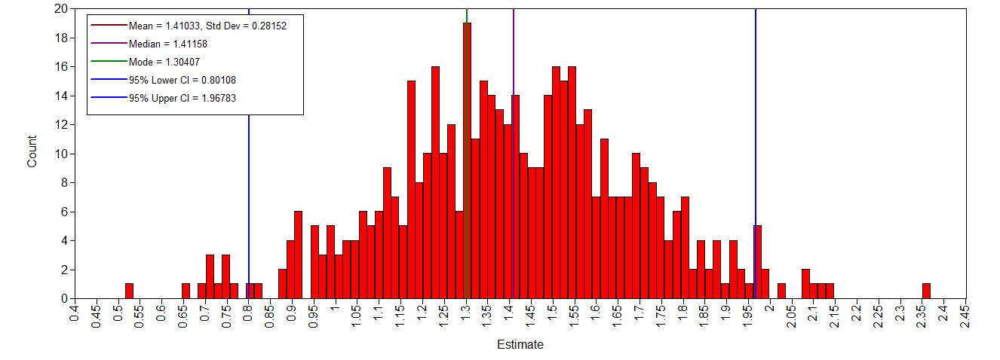 20
18
16
14
12
10
8
6
4
2
0
Count
Mean = 1.41033, Std Dev = 0.28152
Median = 1.41158
Mode = 1.30407
95% Lower CI = 0.80108
95% Upper CI = 1.96783
0.4 0.45 0.5 0.55 0.6 0.65 0.7 0.75 0.8 0.85 0.9 0.95 1 1.05 1.1 1.15 1.2 1.25 1.3 1.35 1.4 1.45 1.5 1.55 1.6 1.65 1.7 1.75 1.8 1.85 1.9 1.95 2 2.05 2.1 2.15 2.2 2.25 2.3 2.35 2.4 2.45
Estimate